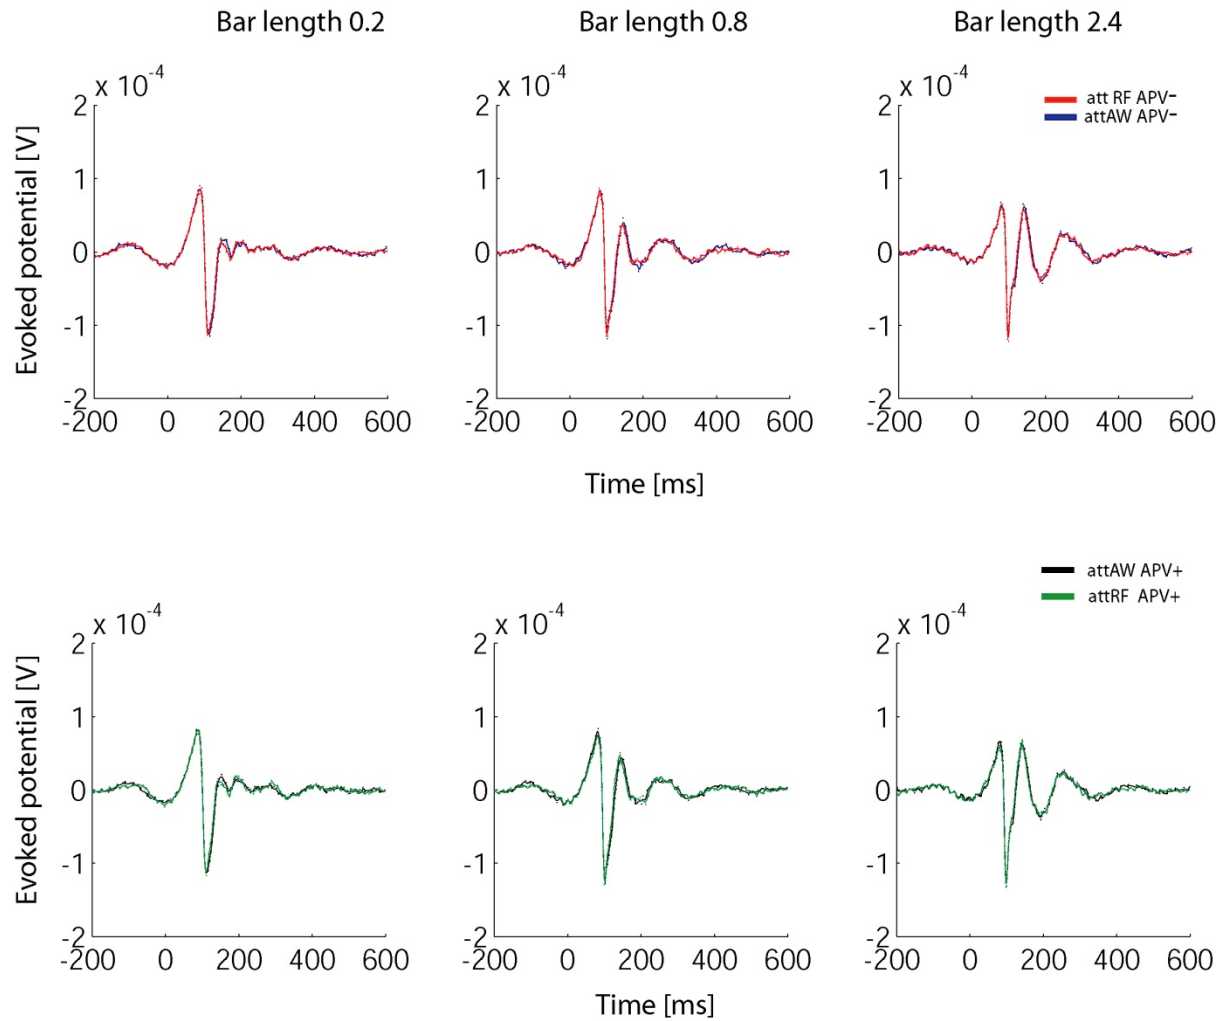 Bar length 0.2
Bar length 0.8
Bar length 2.4
x 10-4
x 10-4
x 10-4
2
1
0
-1
-2
2
1
0
-1
-2
2
1
0
-1
-2
Evoked potential [V]
att RF APV-
attAW APV-
-200 0 200 400 600
-200 0 200 400 600
-200 0 200 400 600
Time [ms]
attAW APV+
attRF APV+
x 10-4
x 10-4
x 10-4
2
1
0
-1
-2
2
1
0
-1
-2
2
1
0
-1
-2
Evoked potential [V]
-200 0 200 400 600
-200 0 200 400 600
-200 0 200 400 600
Time [ms]